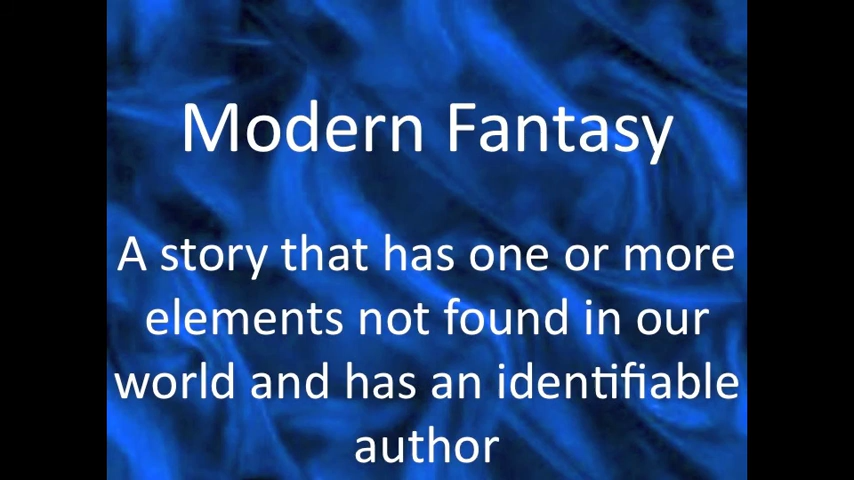 Modern Fantasy
A story that has one or more
elements not found in our
world and has an identifiable
author